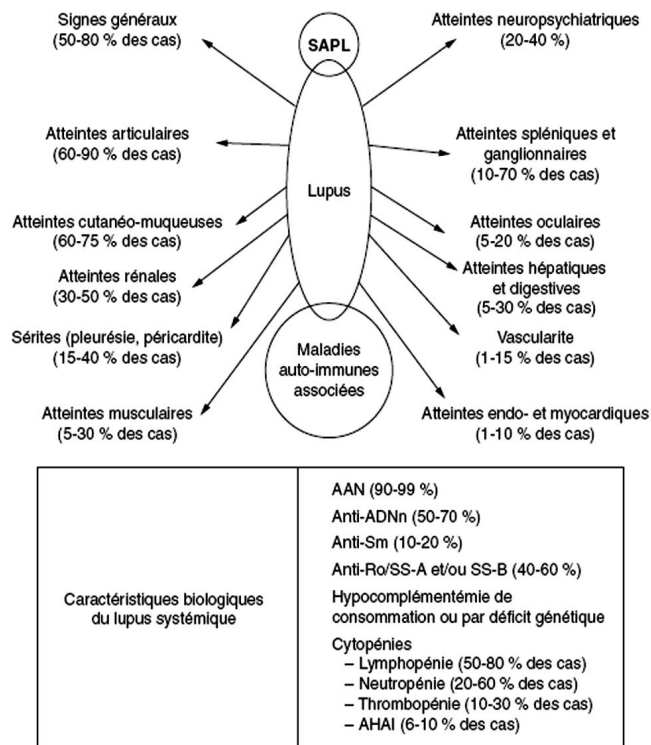 Signes généraux
(50-80 % des cas)
SAPL
Atteintes neuropsychiatriques
(20-40 %)
Atteintes articulaires
(60-90 % des cas)
Atteintes spléniques et
ganglionnaires
(10-70 % des cas)
Lupus
Atteintes cutanéo-muqueuses
(60-75 % des cas)
Atteintes oculaires
(5-20 % des cas)
Atteintes rénales
(30-50 % des cas)
Atteintes hépatiques
et digestives
(5-30 % des cas)
Sérites (pleurésie, péricardite)
(15-40 % des cas)
Maladies
auto-immunes
associées
Vascularite
(1-15 % des cas)
Atteintes musculaires
(5-30 % des cas)
Atteintes endo- et myocardiques
(1-10 % des cas)
Caractéristiques biologiques
du lupus systémique
AAN (90-99 %)
Anti-ADNn (50-70 %)
Anti-Sm (10-20 %)
Anti-Ro/SS-A et/ou SS-B (40-60 %)
Hypocomplémentémie de
consommation ou par déficit génétique
Cytopénies
– Lymphopénie (50-80 % des cas)
– Neutropénie (20-60 % des cas)
– Thrombopénie (10-30 % des cas)
– AHAI (6-10 % des cas)